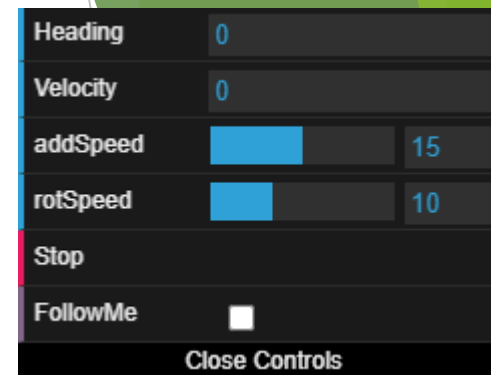 Heading 0
Velocity 0
addSpeed 15
rotSpeed 10
Stop
FollowMe
Close Controls